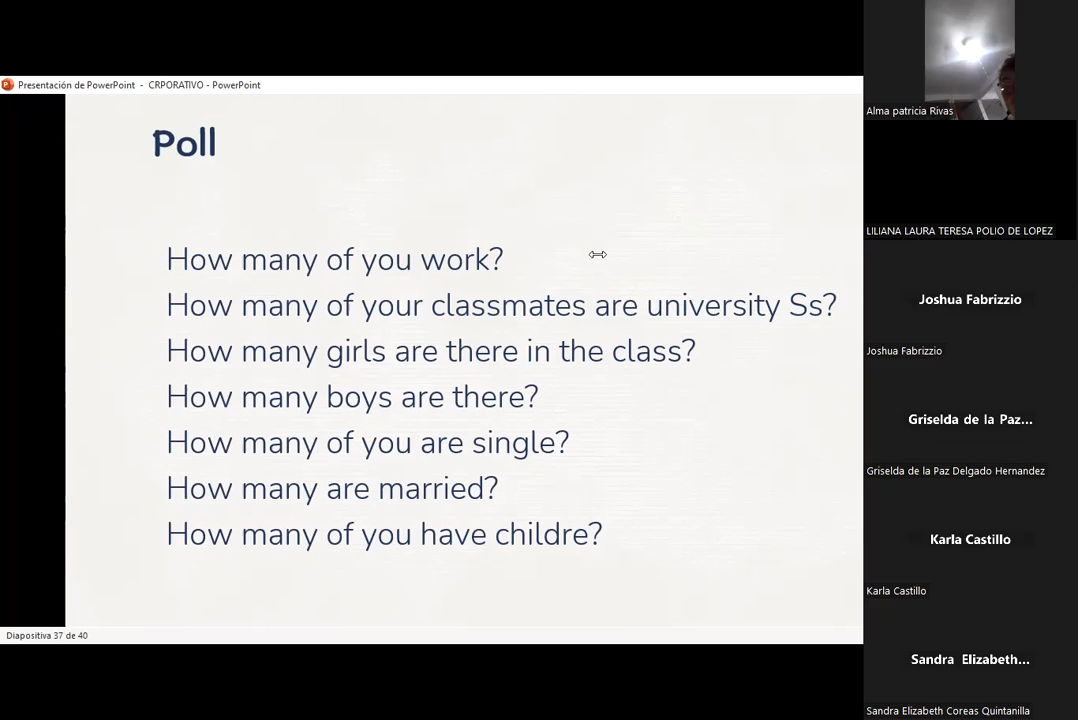 Presentación de PowerPoint - CRPORATIVO - PowerPoint
Poll
How many of you work?
How many of your classmates are university Ss?
How many girls are there in the class?
How many boys are there?
How many of you are single?
How many are married?
How many of you have childre?
Diapositiva 37 de 40
Alma patricia Rivas
LILIANA LAURA TERESA POLIO DE LOPEZ
Joshua Fabrizzio
Joshua Fabrizzio
Griselda de la Paz...
Griselda de la Paz Delgado Hernandez
Karla Castillo
Karla Castillo
Sandra Elizabeth...
Sandra Elizabeth Coreas Quintanilla